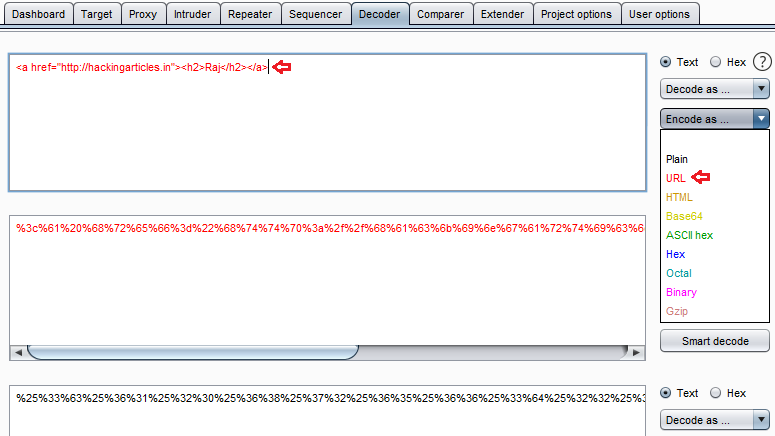 Dashboard Target Proxy Intruder Repeater Sequencer Decoder Comparer Extender Project options User options
<a href="http://hackingarticles.in"><h2>Raj</h2></a>
Text Hex ?
Decode as ...
Encode as ...
Plain
URL
HTML
Base64
ASCII hex
Hex
Octal
Binary
Gzip
Smart decode
%3c%61%20%68%72%65%66%3d%22%68%74%74%70%3a%2f%2f%68%61%63%6b%69%6e%67%61%72%74%69%63%6
%25%33%63%25%36%31%25%32%30%25%36%38%25%37%32%25%36%35%25%36%36%25%33%64%25%32%32%25%3
Text Hex
Decode as ...